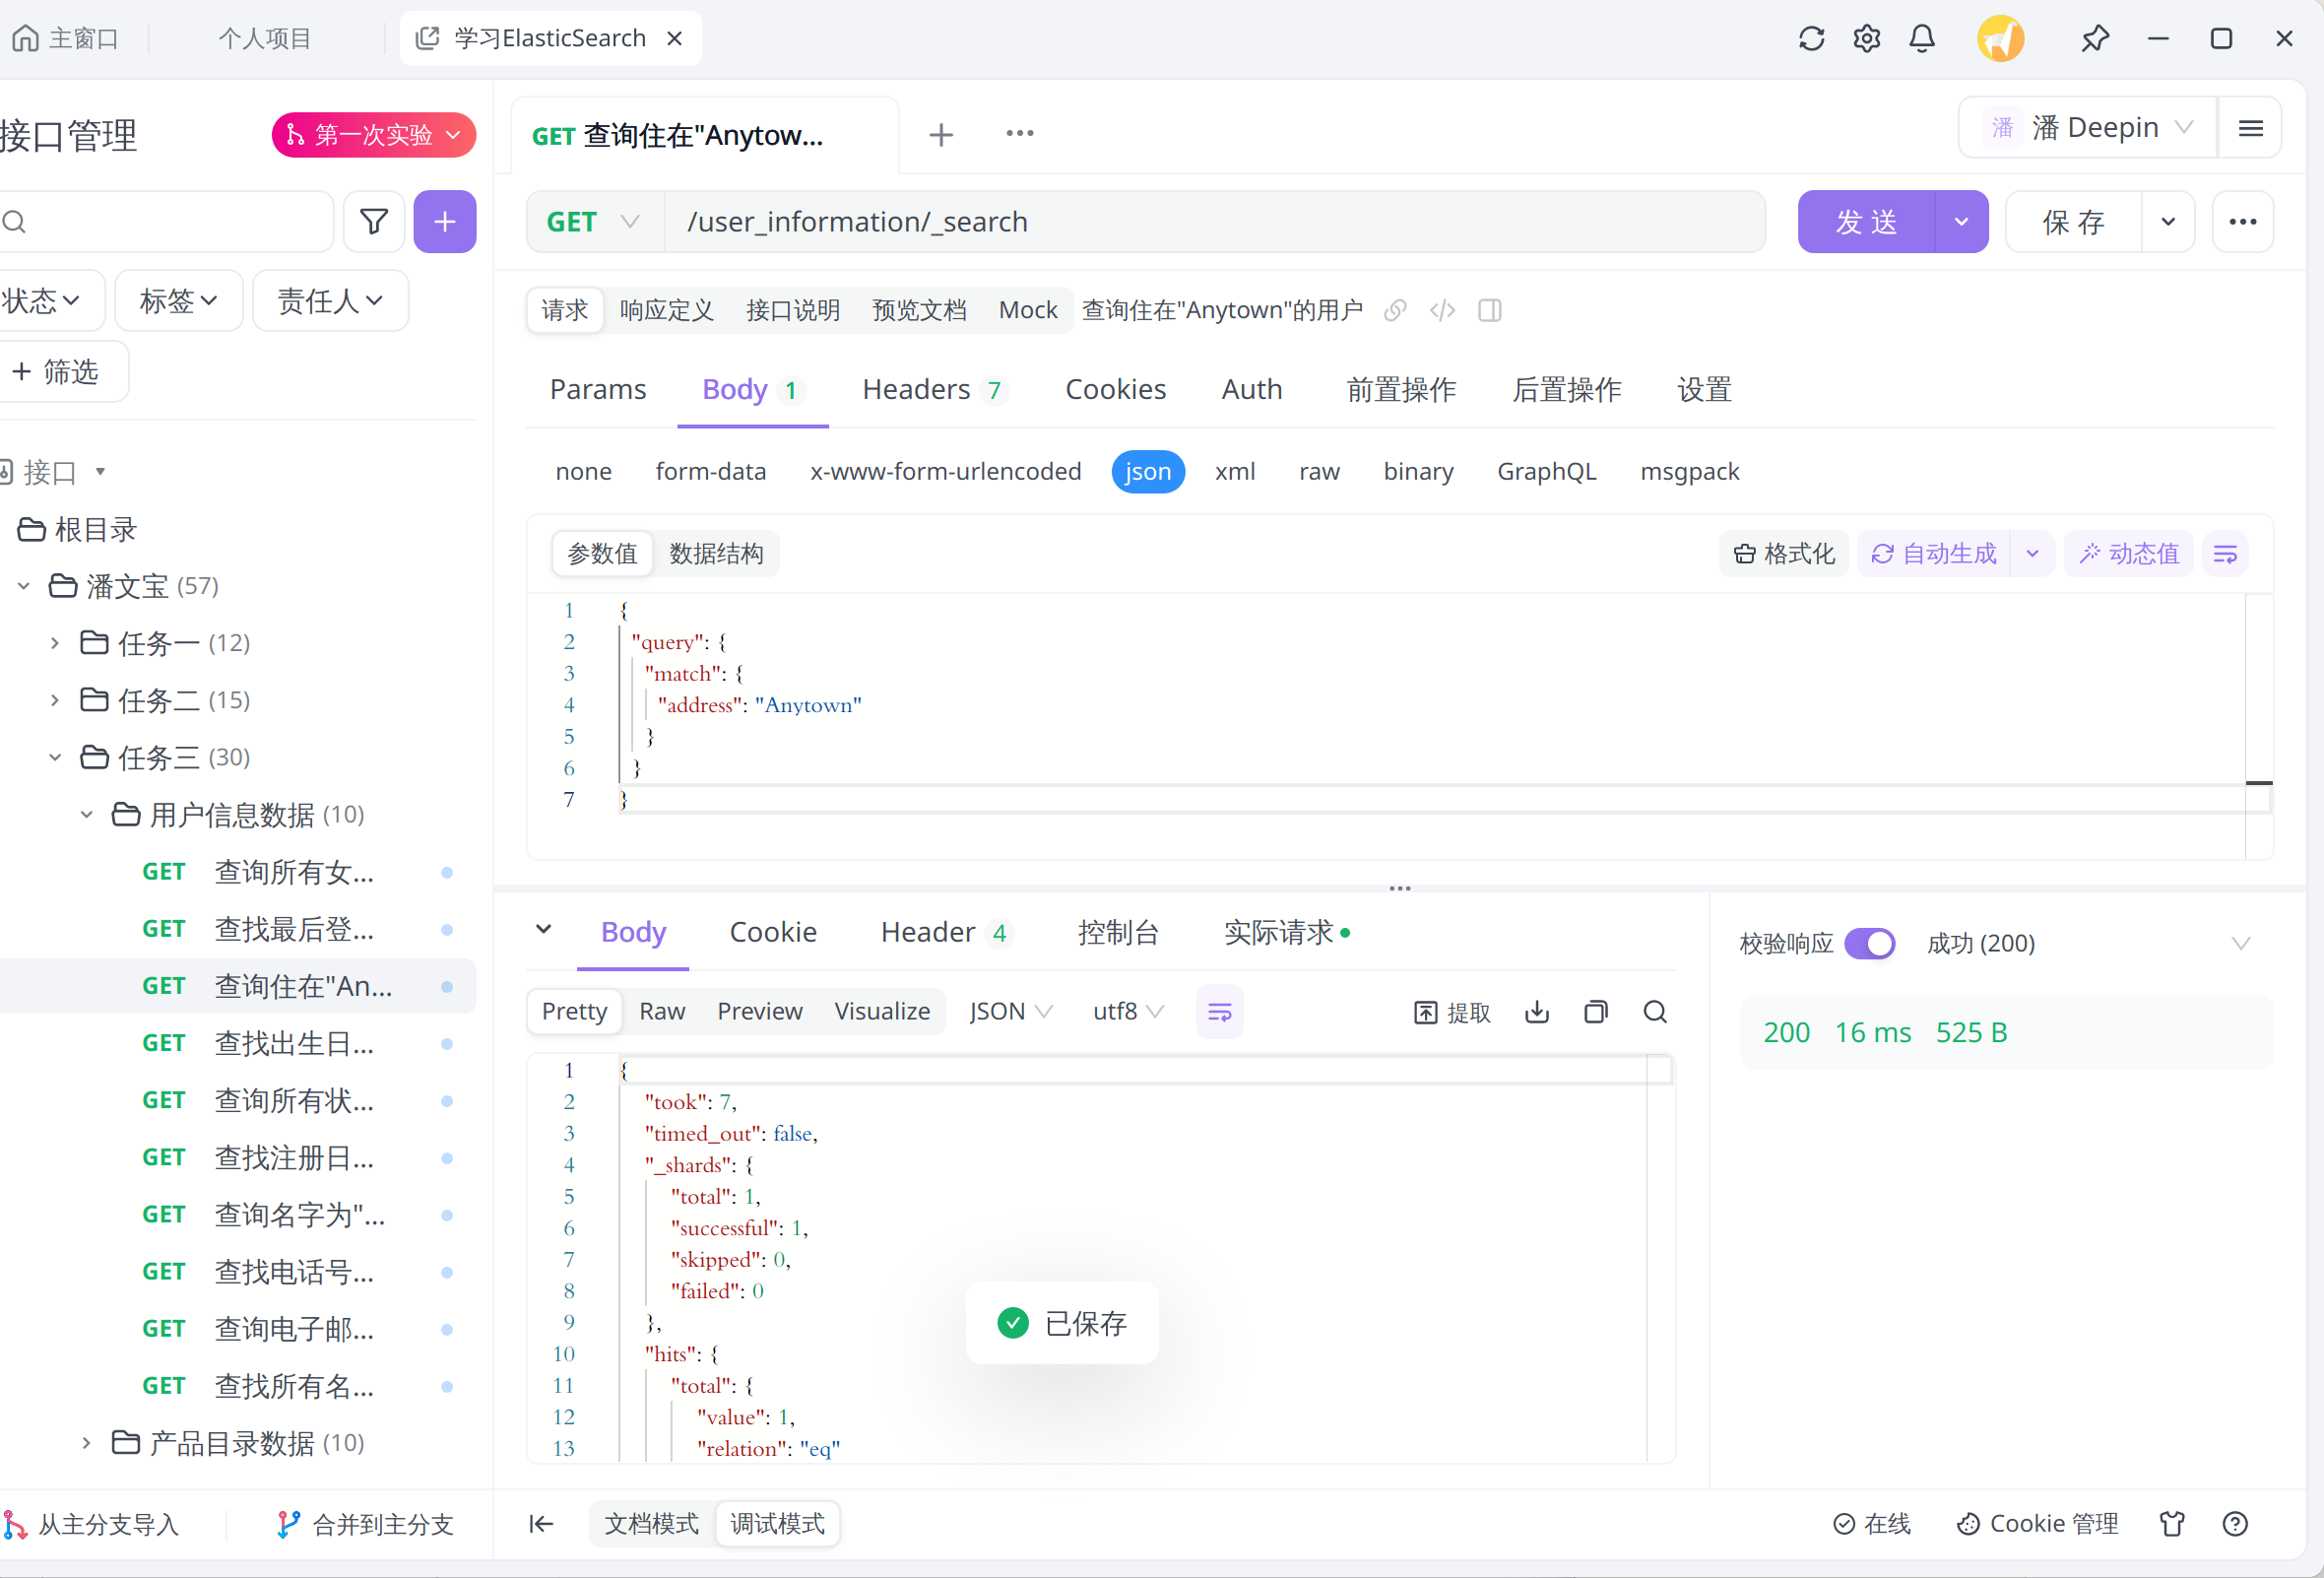 主窗口
个人项目
学习ElasticSearch
接口管理
第一次实验
状态
标签
责任人
筛选
接口
根目录
潘文宝 (57)
任务一 (12)
任务二 (15)
任务三 (30)
用户信息数据 (10)
GET 查询所有女...
GET 查找最后登...
GET 查询住在"An...
GET 查找出生日...
GET 查询所有状...
GET 查找注册日...
GET 查询名字为"...
GET 查找电话号...
GET 查询电子邮...
GET 查找所有名...
产品目录数据 (10)
从主分支导入
合并到主分支
GET 查询住在"Anytow...
潘 潘 Deepin
GET /user_information/_search
发 送
保 存
请求 响应定义 接口说明 预览文档 Mock 查询住在"Anytown"的用户
Params Body 1 Headers 7 Cookies Auth 前置操作 后置操作 设置
none form-data x-www-form-urlencoded json xml raw binary GraphQL msgpack
参数值 数据结构 格式化 自动生成 动态值
1 {
2 "query": {
3 "match": {
4 "address": "Anytown"
5 }
6 }
7 }
Body Cookie Header 4 控制台 实际请求
Pretty Raw Preview Visualize JSON utf8 提取
1 {
2 "took": 7,
3 "timed_out": false,
4 "_shards": {
5 "total": 1,
6 "successful": 1,
7 "skipped": 0,
8 "failed": 0
9 },
10 "hits": {
11 "total": {
12 "value": 1,
13 "relation": "eq"
已保存
校验响应 成功 (200)
200 16 ms 525 B
文档模式 调试模式
在线 Cookie 管理